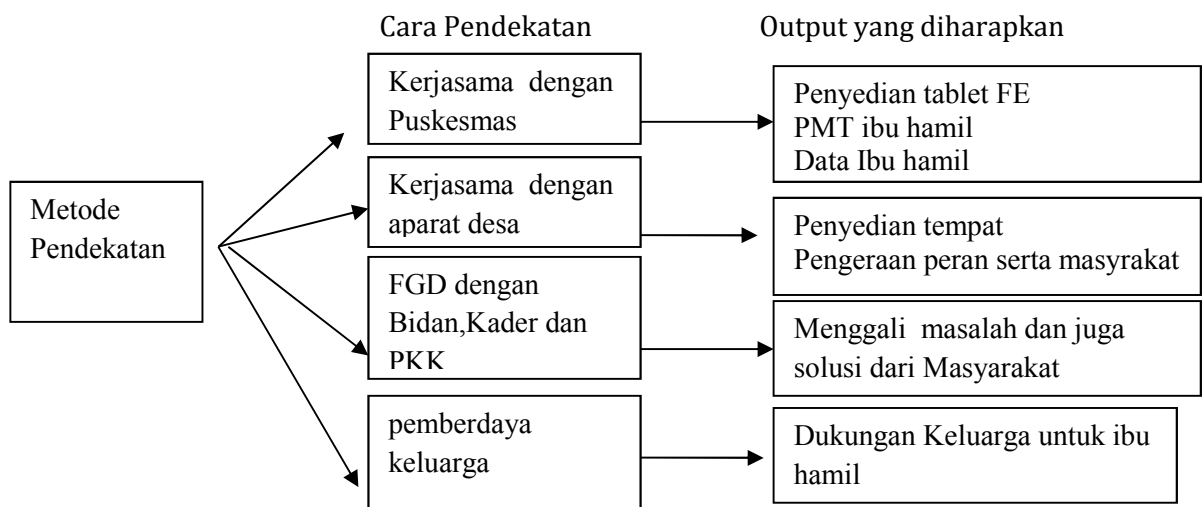 Cara Pendekatan
Output yang diharapkan
Metode
Pendekatan
Kerjasama dengan
Puskesmas
Penyedian tablet FE
PMT ibu hamil
Data Ibu hamil
Kerjasama dengan
aparat desa
Penyedian tempat
Pengeraan peran serta masyrakat
FGD dengan
Bidan,Kader dan
PKK
Menggali masalah dan juga
solusi dari Masyarakat
pemberdaya
keluarga
Dukungan Keluarga untuk ibu
hamil